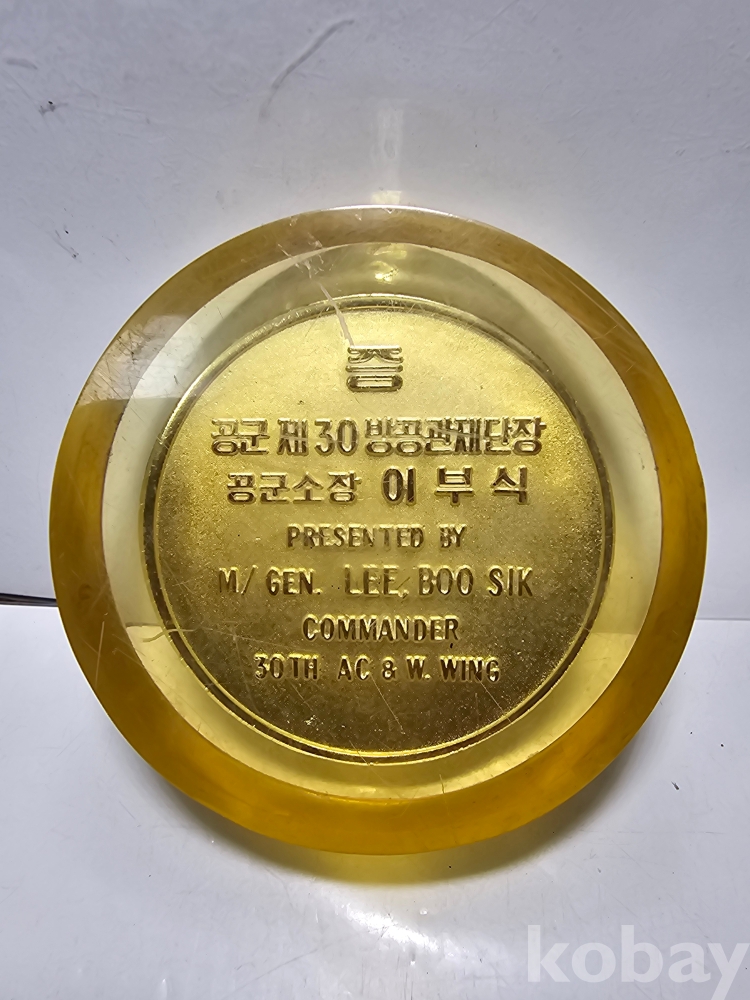 증
공군 제30방공관제단장
공군소장 이부식
PRESENTED BY
M/GEN. LEE, BOO SIK
COMMANDER
30TH AC & W. WING
kobay